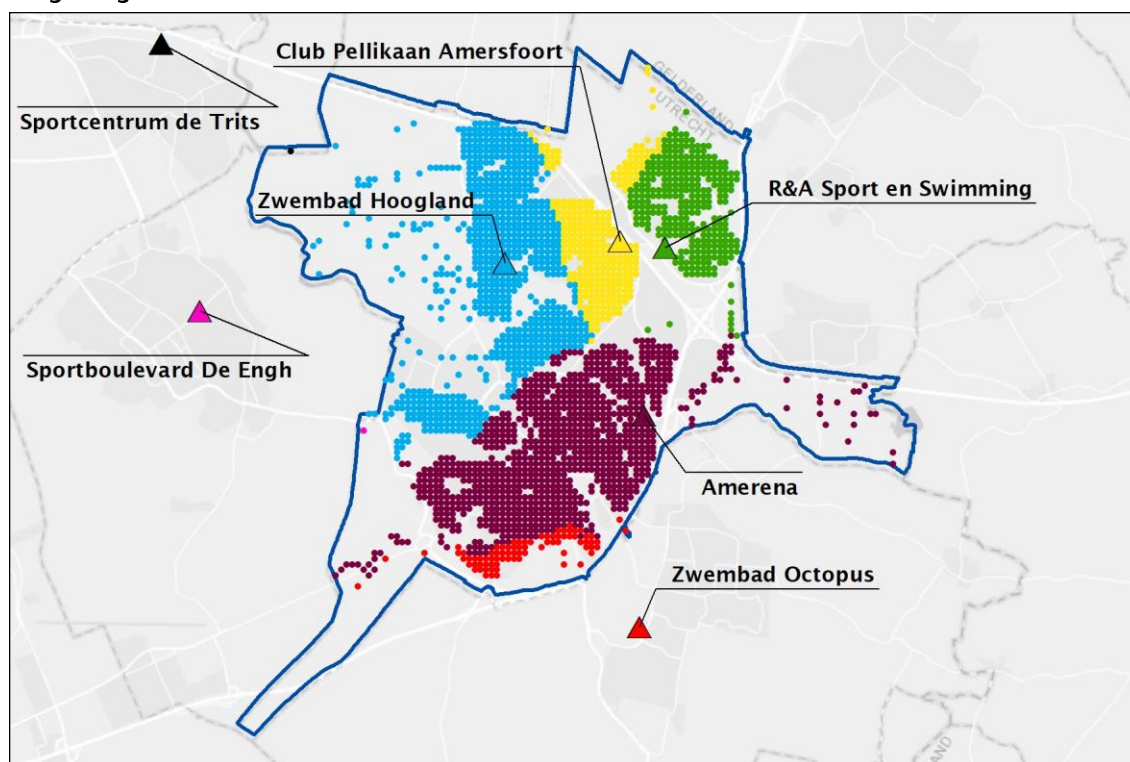 Club Pellikaan Amersfoort
GELDERLAND
UTRECHT
Sportcentrum de Trits
R&A Sport en Swimming
Zwembad Hoogland
Sportboulevard De Engh
Amerena
Zwembad Octopus